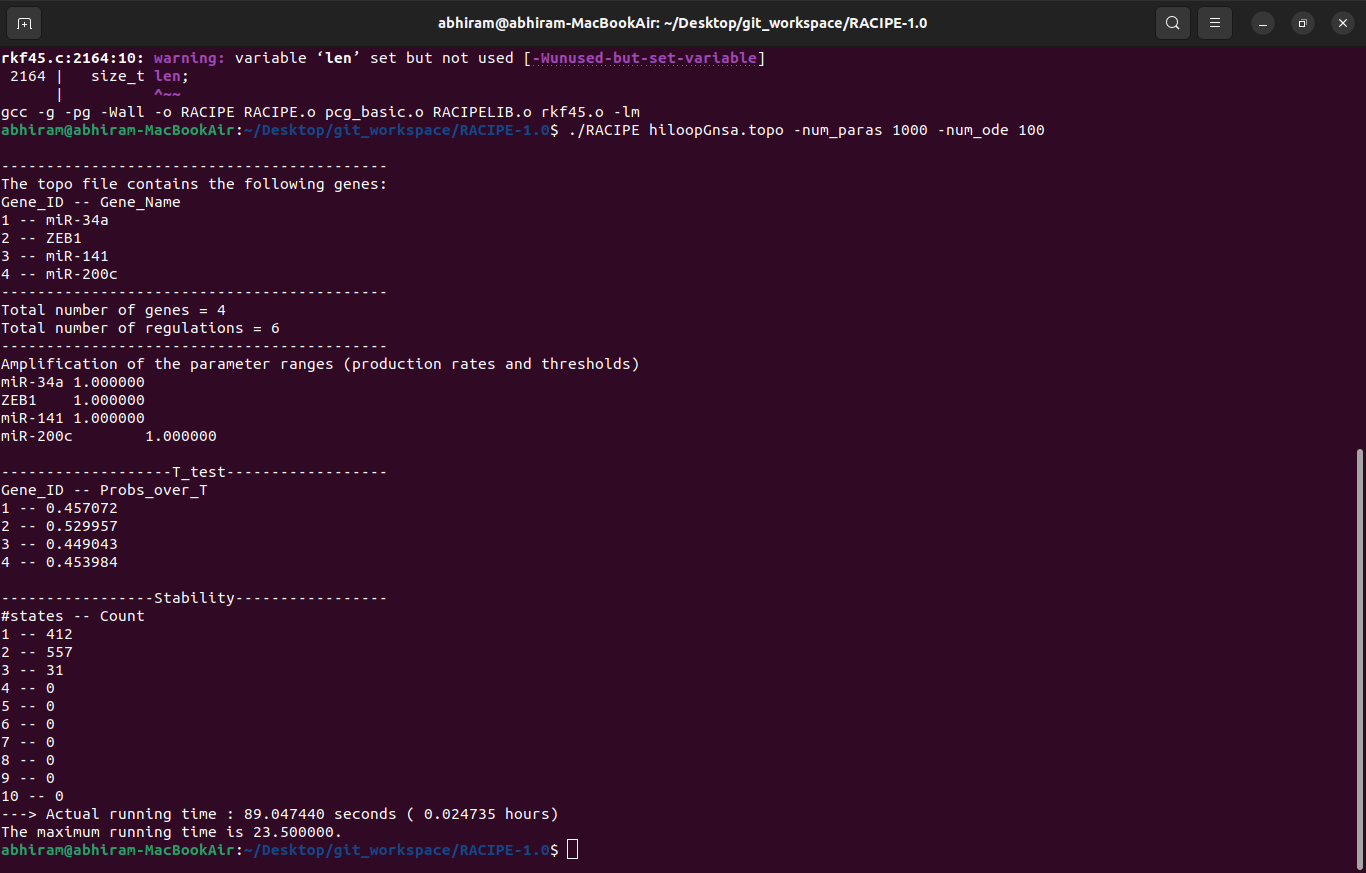 abhiram@abhiram-MacBookAir: ~/Desktop/git_workspace/RACIPE-1.0
rkf45.c:2164:10: warning: variable ‘len’ set but not used [-Wunused-but-set-variable]
 2164 |   size_t len;
      |          ^~~
gcc -g -pg -Wall -o RACIPE RACIPE.o pcg_basic.o RACIPELIB.o rkf45.o -lm
abhiram@abhiram-MacBookAir:~/Desktop/git_workspace/RACIPE-1.0$ ./RACIPE hiloopGnsa.topo -num_paras 1000 -num_ode 100
-------------------------------------------
The topo file contains the following genes:
Gene_ID -- Gene_Name
1 -- miR-34a
2 -- ZEB1
3 -- miR-141
4 -- miR-200c
-------------------------------------------
Total number of genes = 4
Total number of regulations = 6
-------------------------------------------
Amplification of the parameter ranges (production rates and thresholds)
miR-34a 1.000000
ZEB1    1.000000
miR-141 1.000000
miR-200c        1.000000
-------------------T_test------------------
Gene_ID -- Probs_over_T
1 -- 0.457072
2 -- 0.529957
3 -- 0.449043
4 -- 0.453984
-----------------Stability-----------------
#states -- Count
1 -- 412
2 -- 557
3 -- 31
4 -- 0
5 -- 0
6 -- 0
7 -- 0
8 -- 0
9 -- 0
10 -- 0
---> Actual running time : 89.047440 seconds ( 0.024735 hours)
The maximum running time is 23.500000.
abhiram@abhiram-MacBookAir:~/Desktop/git_workspace/RACIPE-1.0$